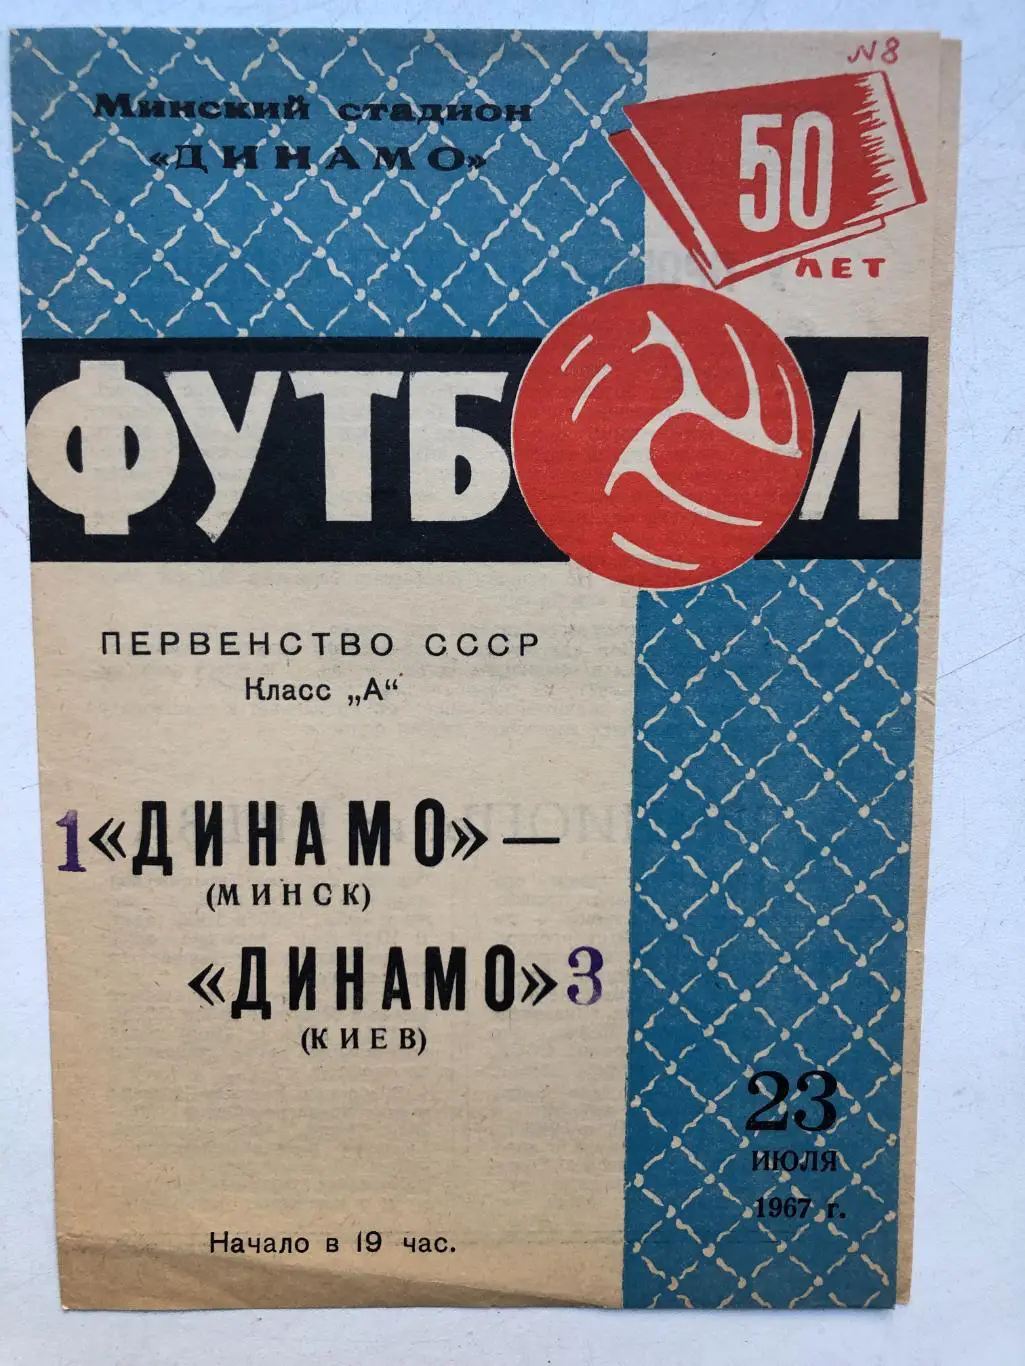 N8
Минский стадион
«ДИНАМО»
50
ЛЕТ
ФУТБОЛ
ПЕРВЕНСТВО СССР
Класс „А“
1 «ДИНАМО» —
(МИНСК)
«ДИНАМО» 3
(КИЕВ)
23
ИЮЛЯ
1967 г.
Начало в 19 час.